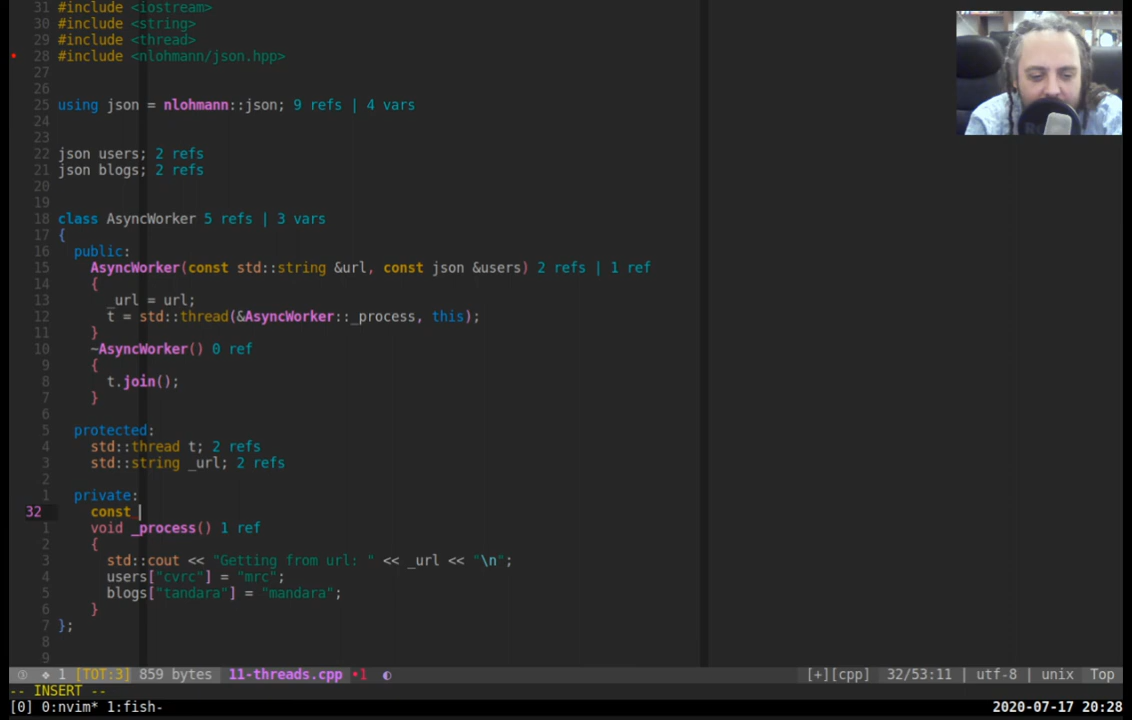 31 #include <iostream>
30 #include <string>
29 #include <thread>
28 #include <nlohmann/json.hpp>
27
26
25 using json = nlohmann::json; 9 refs | 4 vars
24
23
22 json users; 2 refs
21 json blogs; 2 refs
20
19
18 class AsyncWorker 5 refs | 3 vars
17 {
16 public:
15 AsyncWorker(const std::string &url, const json &users) 2 refs | 1 ref
14 {
13 _url = url;
12 t = std::thread(&AsyncWorker::_process, this);
11 }
10 ~AsyncWorker() 0 ref
9 {
8 t.join();
7 }
6
5 protected:
4 std::thread t; 2 refs
3 std::string _url; 2 refs
2
1 private:
32 const
1 void _process() 1 ref
2 {
3 std::cout << "Getting from url: " << _url << "\n";
4 users["cvrc"] = "mrc";
5 blogs["tandara"] = "mandara";
6 }
7 };
8
9
1 [TOT:3] 859 bytes 11-threads.cpp •1 [+][cpp] 32/53:11 | utf-8 | unix Top
-- INSERT --
[0] 0:nvim* 1:fish- 2020-07-17 20:28